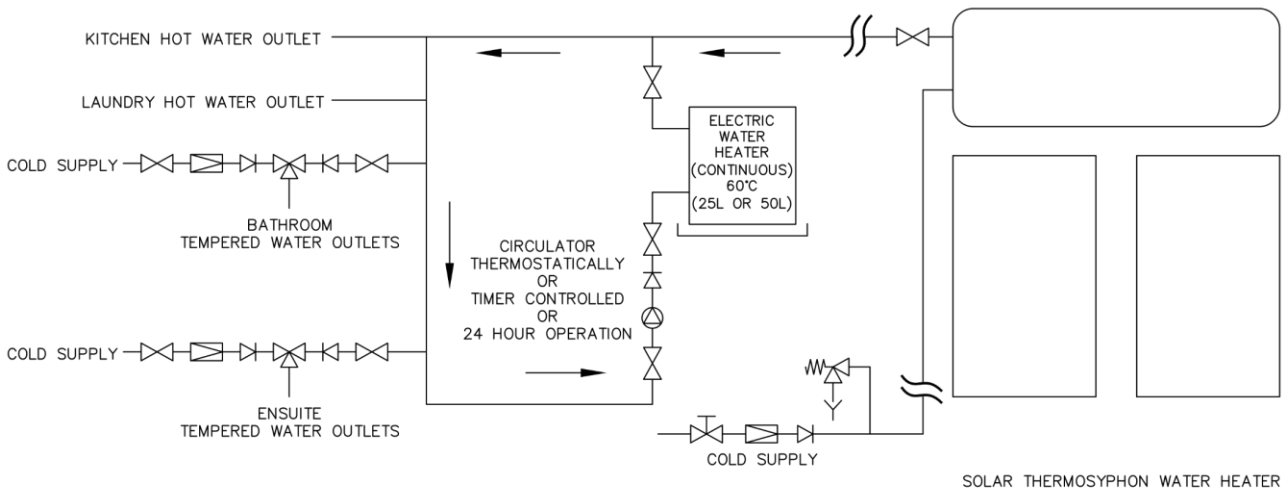 KITCHEN HOT WATER OUTLET
LAUNDRY HOT WATER OUTLET
COLD SUPPLY
BATHROOM
TEMPERED WATER OUTLETS
COLD SUPPLY
ENSUITE
TEMPERED WATER OUTLETS
CIRCULATOR
THERMOSTATICALLY
OR
TIMER CONTROLLED
OR
24 HOUR OPERATION
ELECTRIC
WATER
HEATER
(CONTINUOUS)
60°C
(25L OR 50L)
COLD SUPPLY
SOLAR THERMOSYPHON WATER HEATER